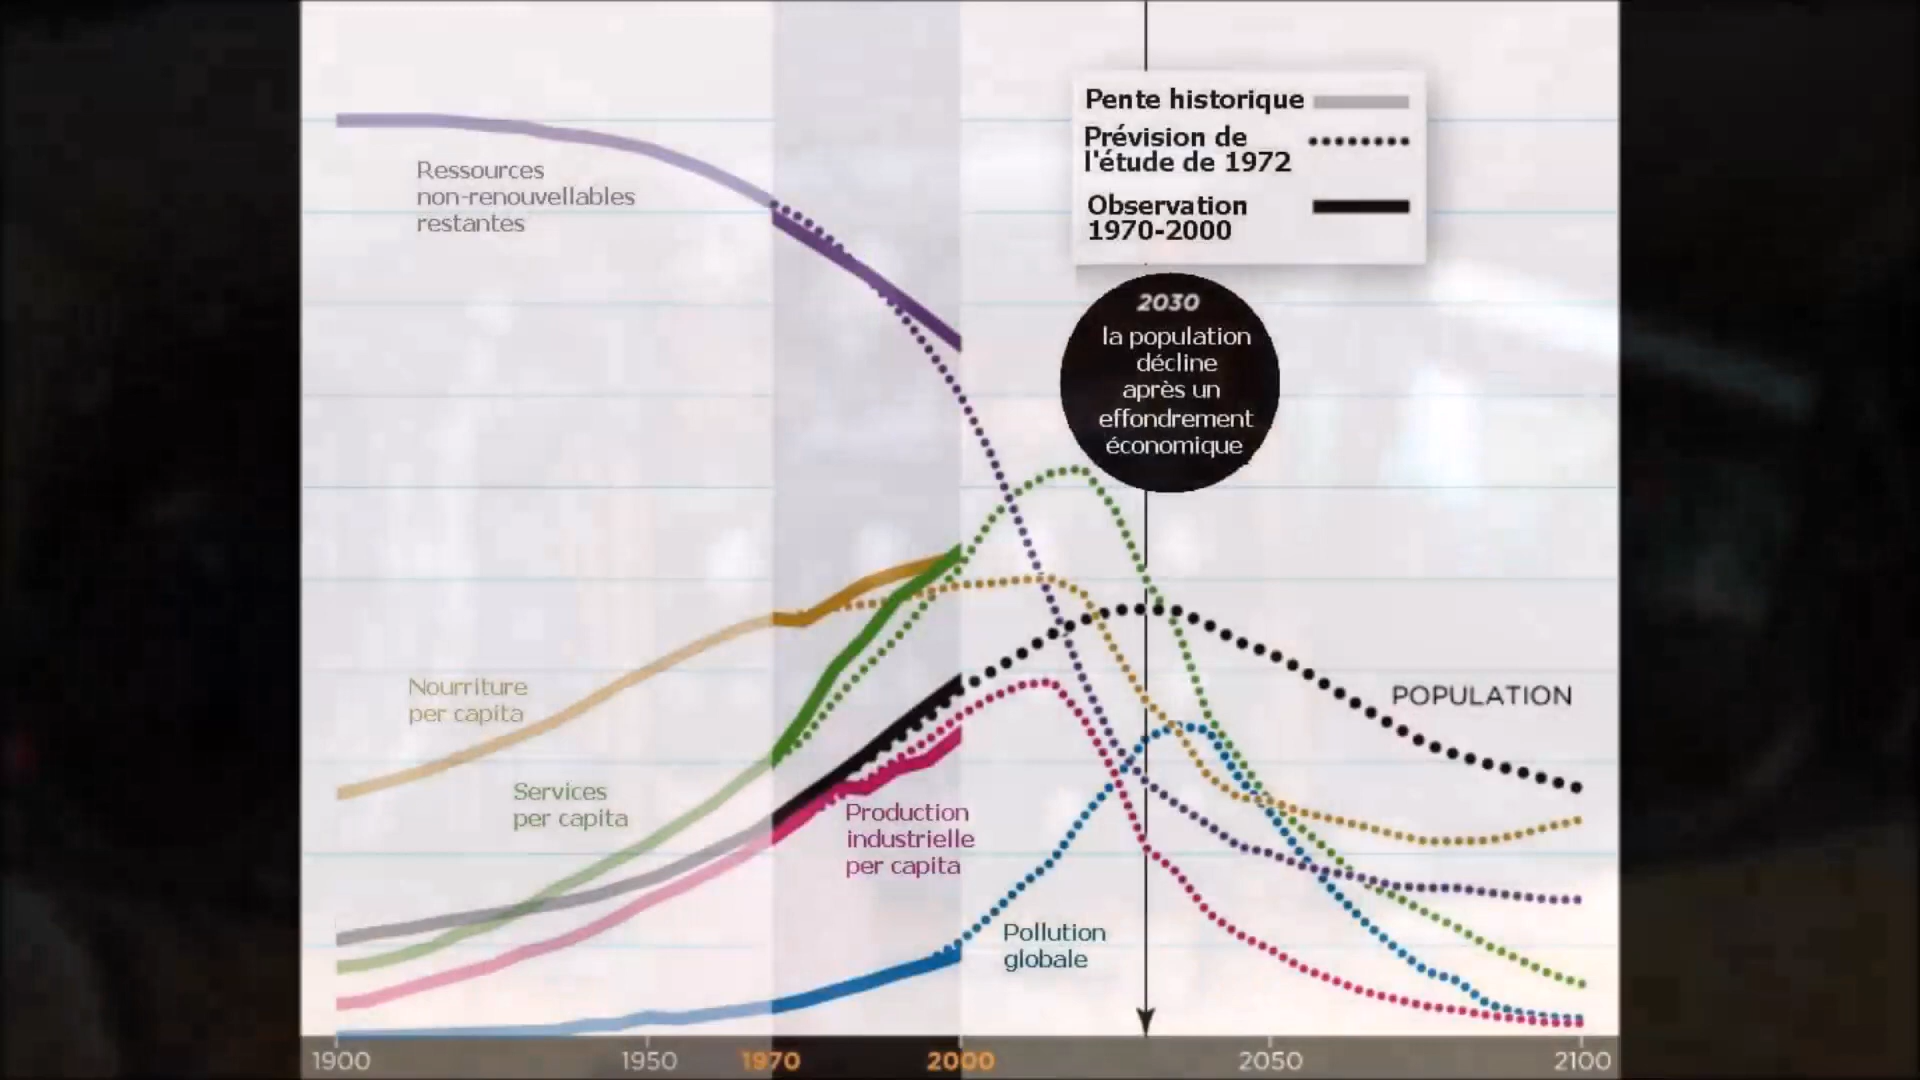 Pente historique
Prévision de
l'étude de 1972
Observation
1970-2000
2030
la population
décline
après un
effondrement
économique
Ressources
non-renouvellables
restantes
Nourriture
per capita
Services
per capita
POPULATION
Production
industrielle
per capita
Pollution
globale
1900
1950
1970
2000
2050
2100